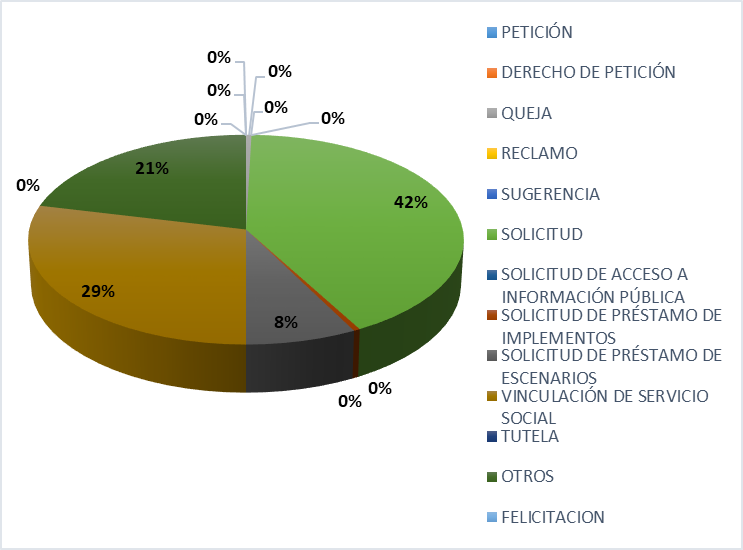 0%
0%
0%
0%
0%
0%
21%
42%
0%
29%
8%
0%
0%
PETICIÓN
DERECHO DE PETICIÓN
QUEJA
RECLAMO
SUGERENCIA
SOLICITUD
SOLICITUD DE ACCESO A
INFORMACIÓN PÚBLICA
SOLICITUD DE PRÉSTAMO DE
IMPLEMENTOS
SOLICITUD DE PRÉSTAMO DE
ESCENARIOS
VINCULACIÓN DE SERVICIO
SOCIAL
TUTELA
OTROS
FELICITACION